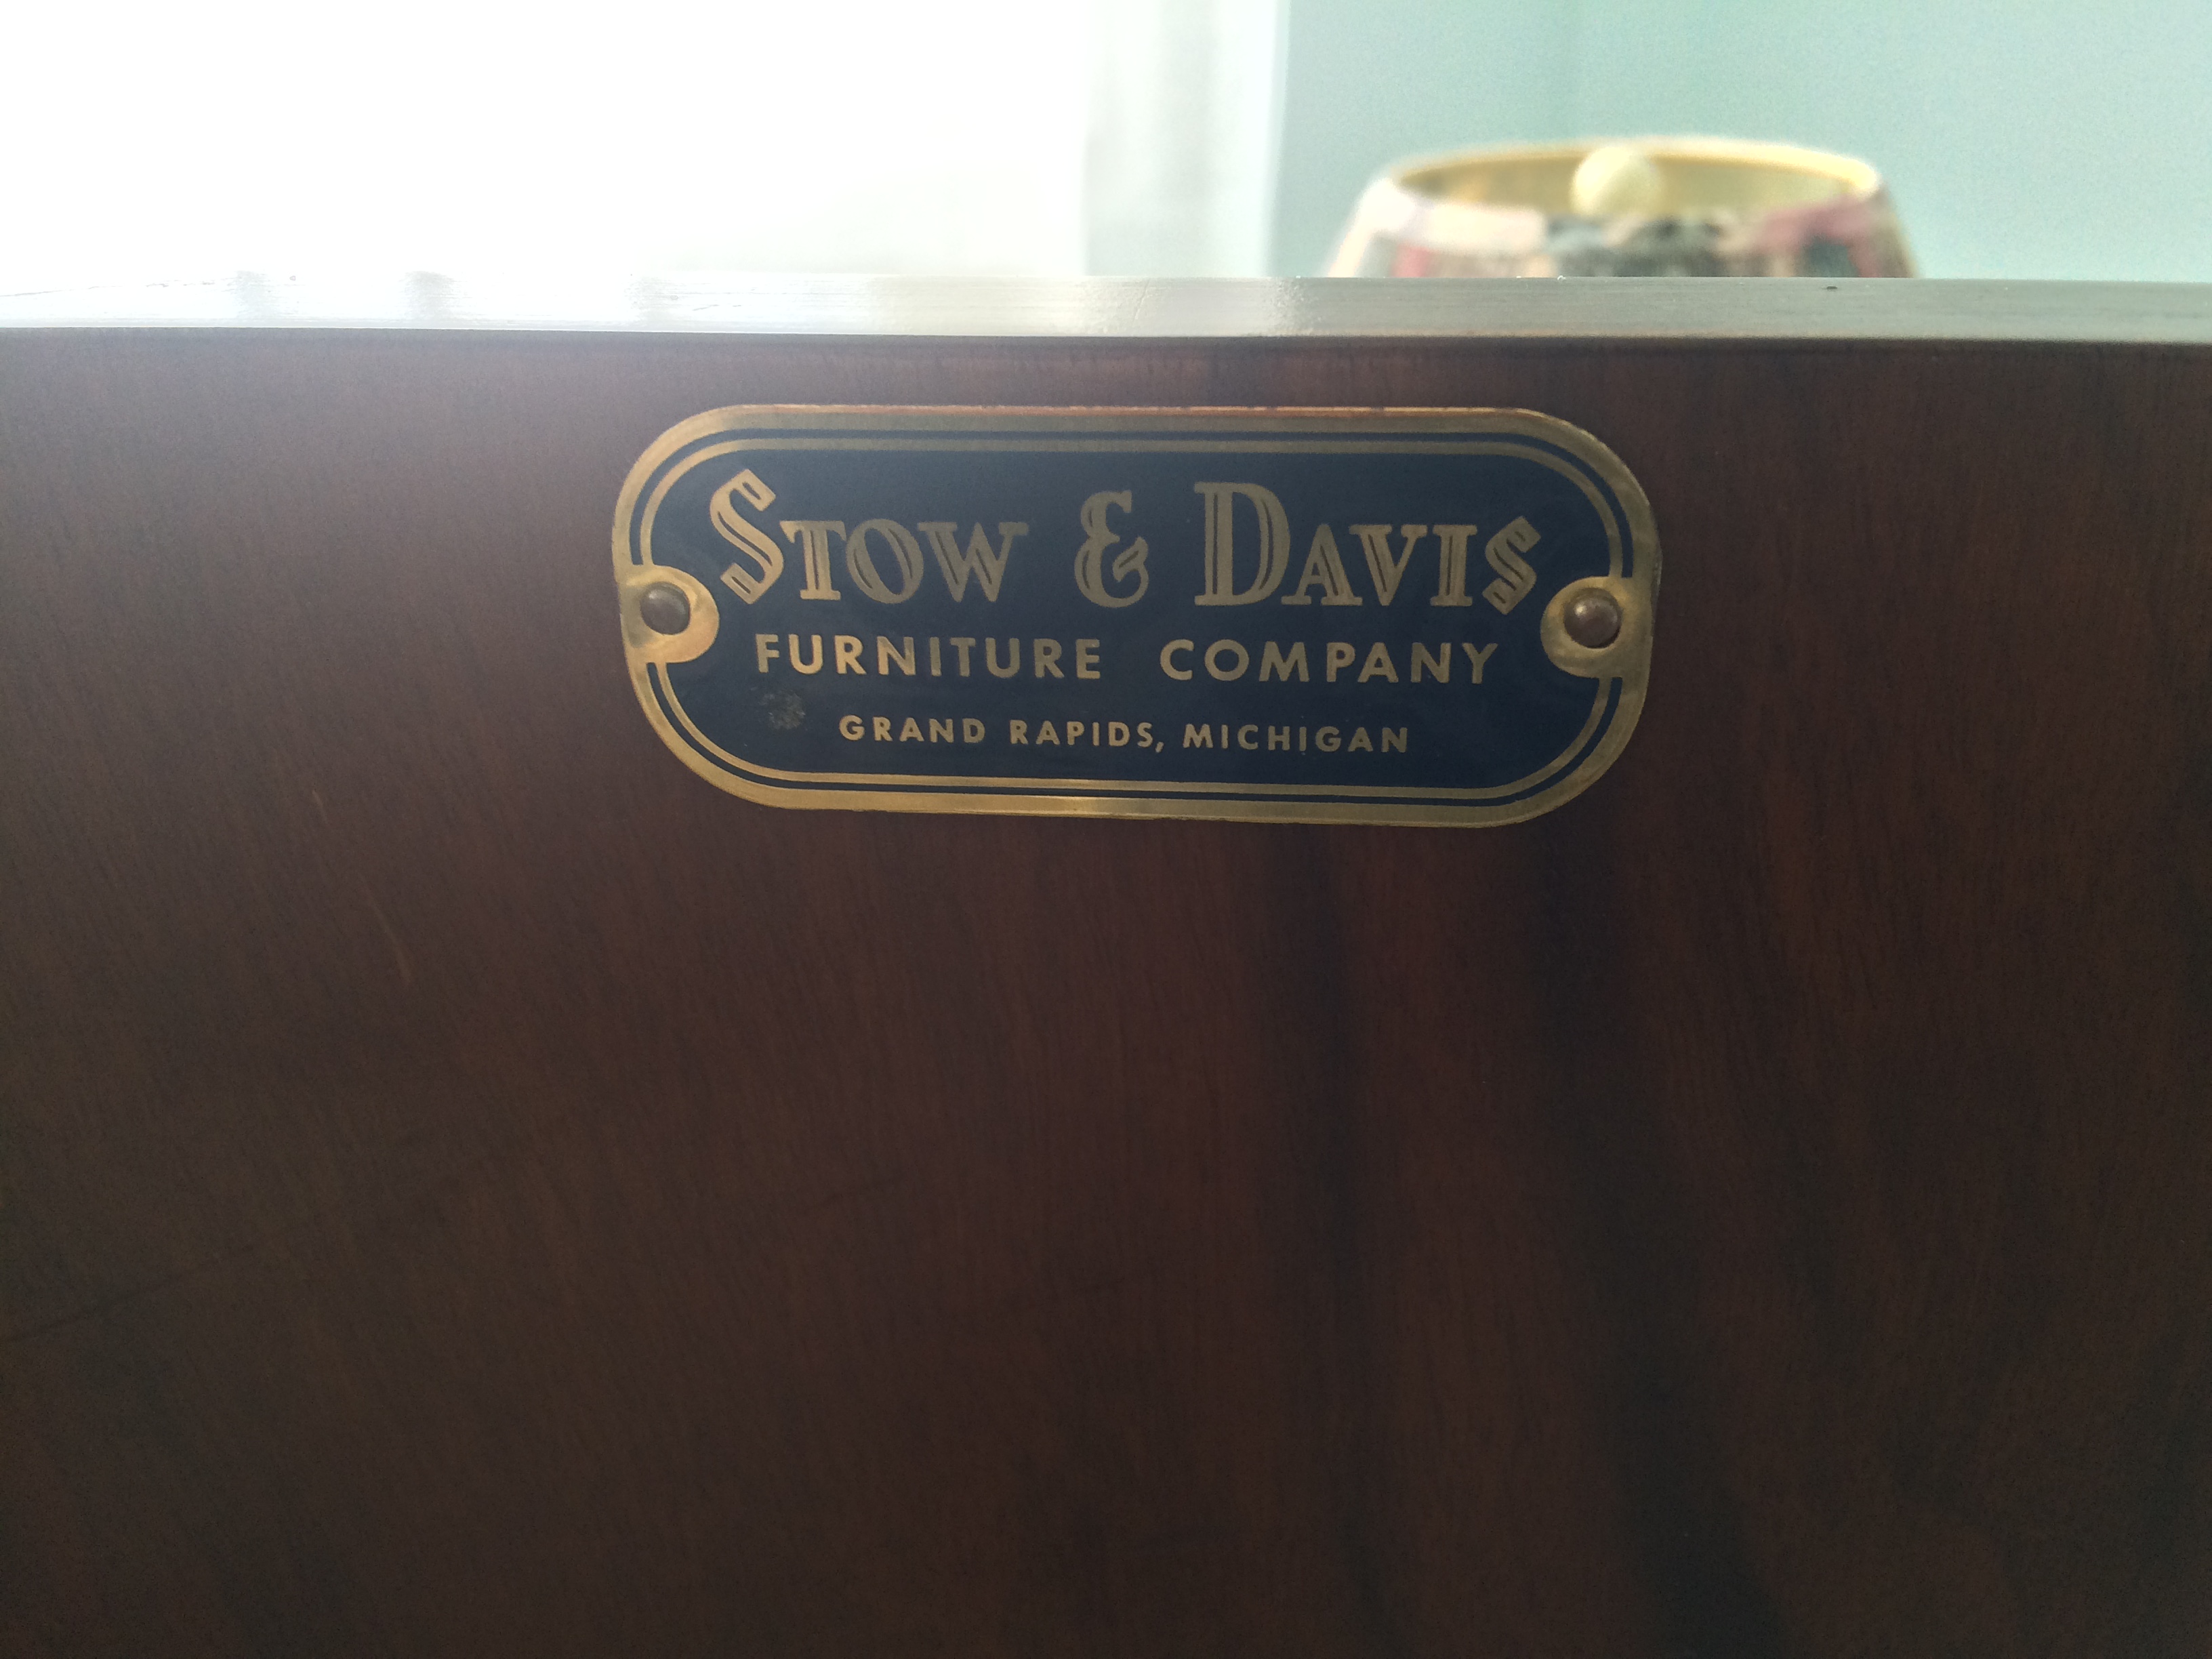 STOW & DAVIS
FURNITURE COMPANY
GRAND RAPIDS, MICHIGAN